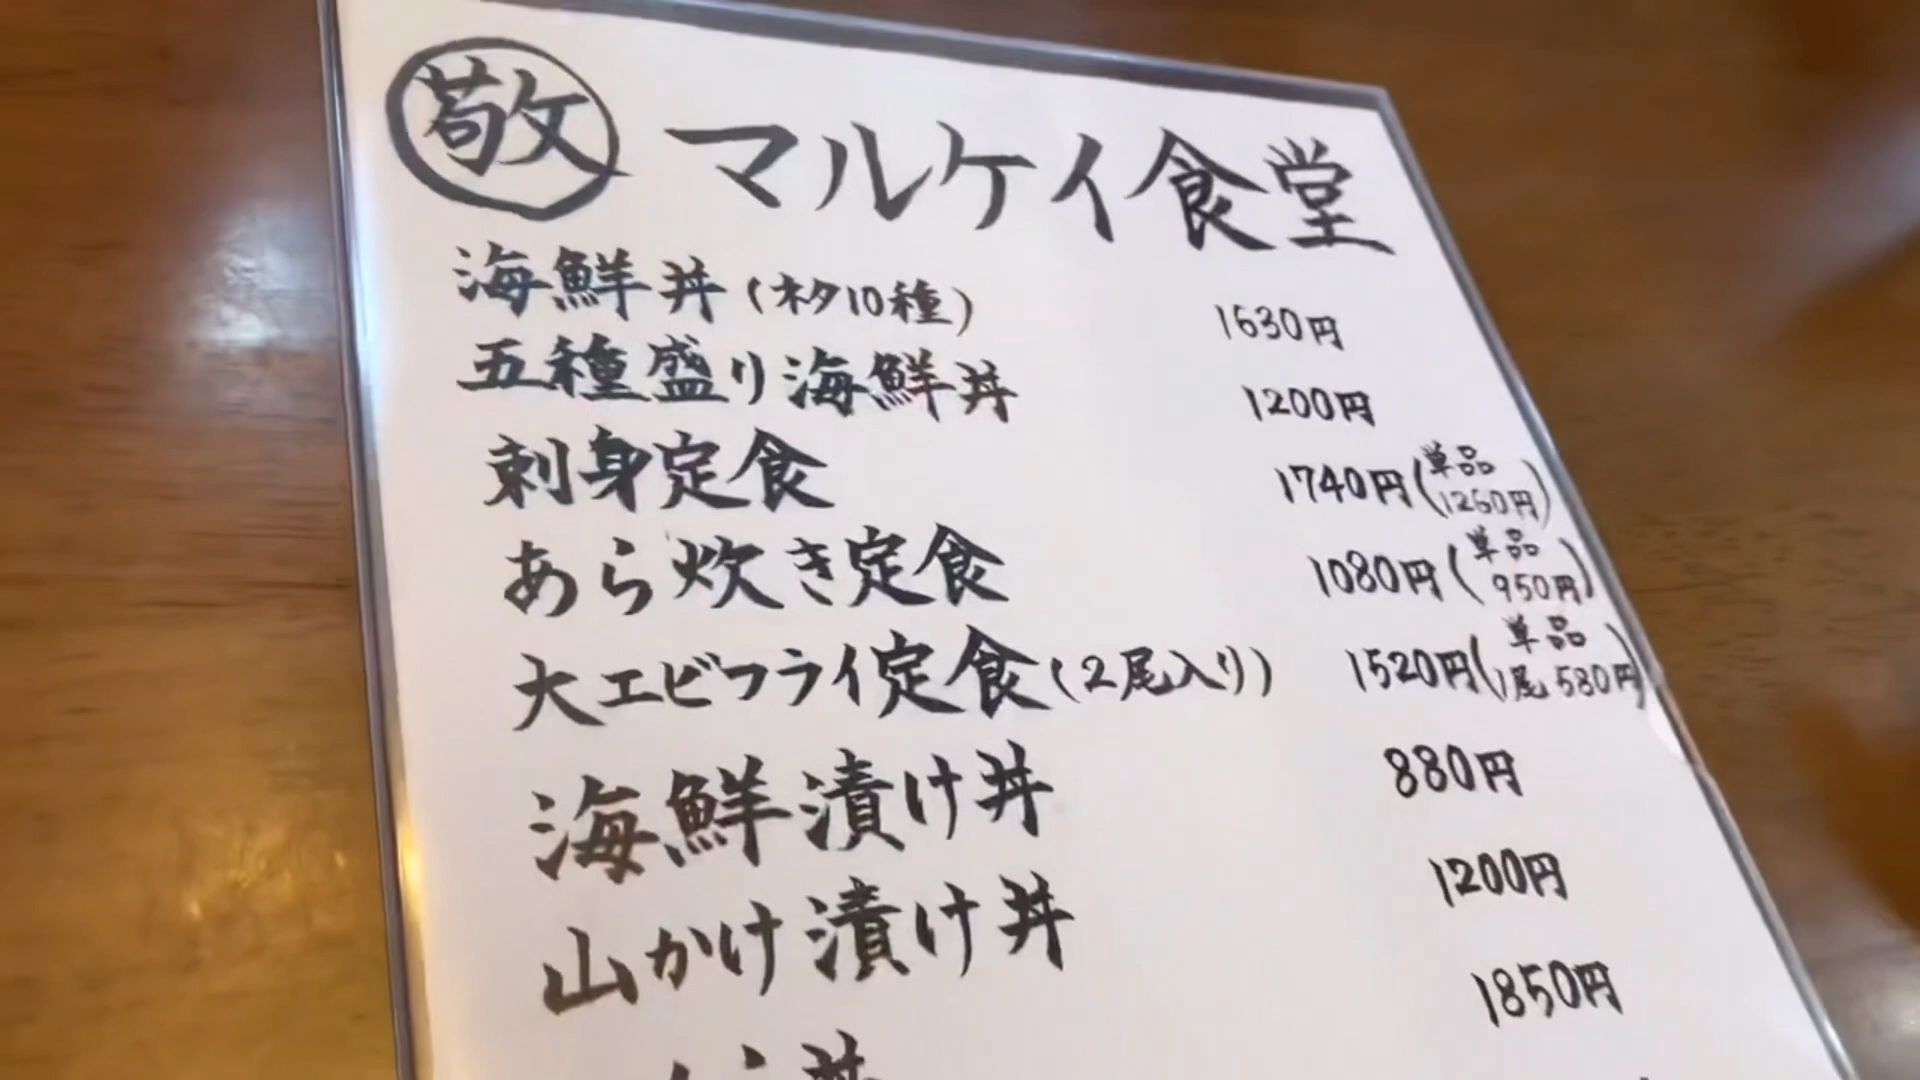 敬 マルケイ食堂
海鮮丼(ネタ10種) 1630円
五種盛り海鮮丼 1200円
刺身定食 1740円(単品1260円)
あら炊き定食 1080円(単品950円)
大エビフライ定食(2尾入り) 1520円(単品1尾580円)
海鮮漬け丼 880円
山かけ漬け丼 1200円
丼 1850円